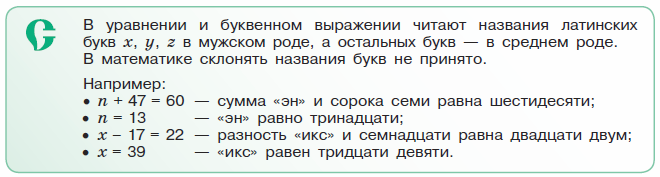 В уравнении и буквенном выражении читают названия латинских
букв x, y, z в мужском роде, а остальных букв — в среднем роде.
В математике склонять названия букв не принято.
Например:
• n + 47 = 60 — сумма «эн» и сорока семи равна шестидесяти;
• n = 13 — «эн» равно тринадцати;
• x – 17 = 22 — разность «икс» и семнадцати равна двадцати двум;
• x = 39 — «икс» равен тридцати девяти.